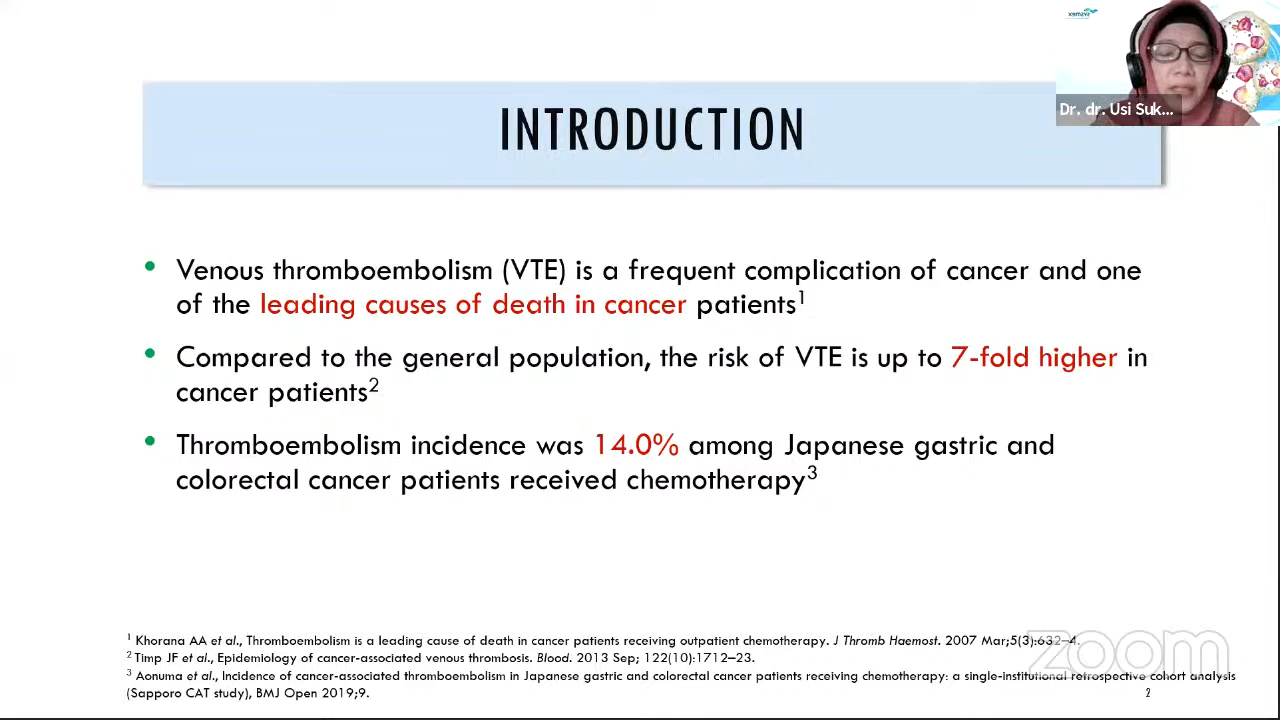 Dr. dr. Usi Suk...
INTRODUCTION
• Venous thromboembolism (VTE) is a frequent complication of cancer and one
of the leading causes of death in cancer patients1
• Compared to the general population, the risk of VTE is up to 7-fold higher in
cancer patients2
• Thromboembolism incidence was 14.0% among Japanese gastric and
colorectal cancer patients received chemotherapy3
1 Khorana AA et al., Thromboembolism is a leading cause of death in cancer patients receiving outpatient chemotherapy. J Thromb Haemost. 2007 Mar;5(3):632–4.
2 Timp JF et al., Epidemiology of cancer-associated venous thrombosis. Blood. 2013 Sep; 122(10):1712–23.
3 Aonuma et al., Incidence of cancer-associated thromboembolism in Japanese gastric and colorectal cancer patients receiving chemotherapy: a single-institutional retrospective cohort analysis
(Sapporo CAT study), BMJ Open 2019;9.
zoom
2